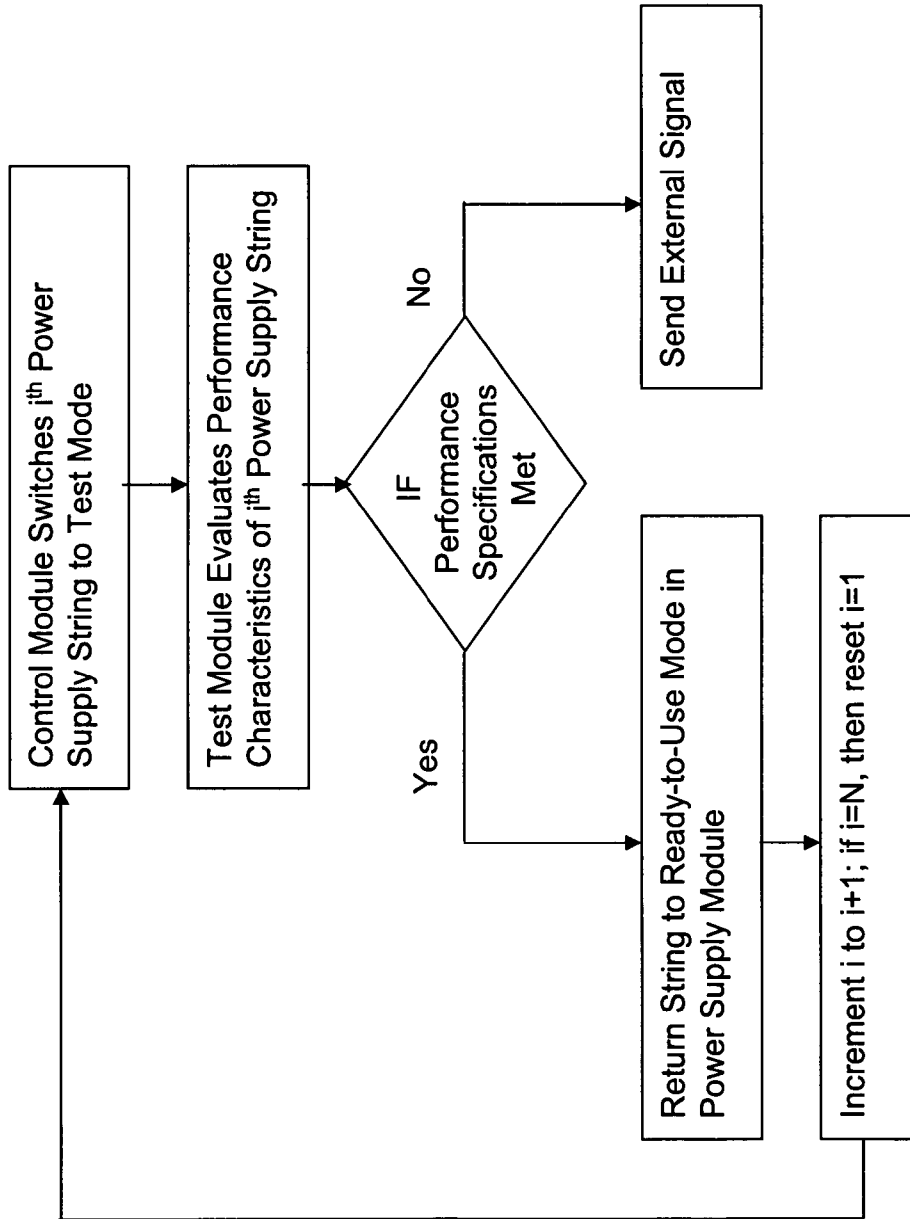 Control Module Switches ith Power
Supply String to Test Mode
Test Module Evaluates Performance
Characteristics of ith Power Supply String
IF
Performance
Specifications
Met
Yes
No
Return String to Ready-to-Use Mode in
Power Supply Module
Send External Signal
Increment i to i+1; if i=N, then reset i=1